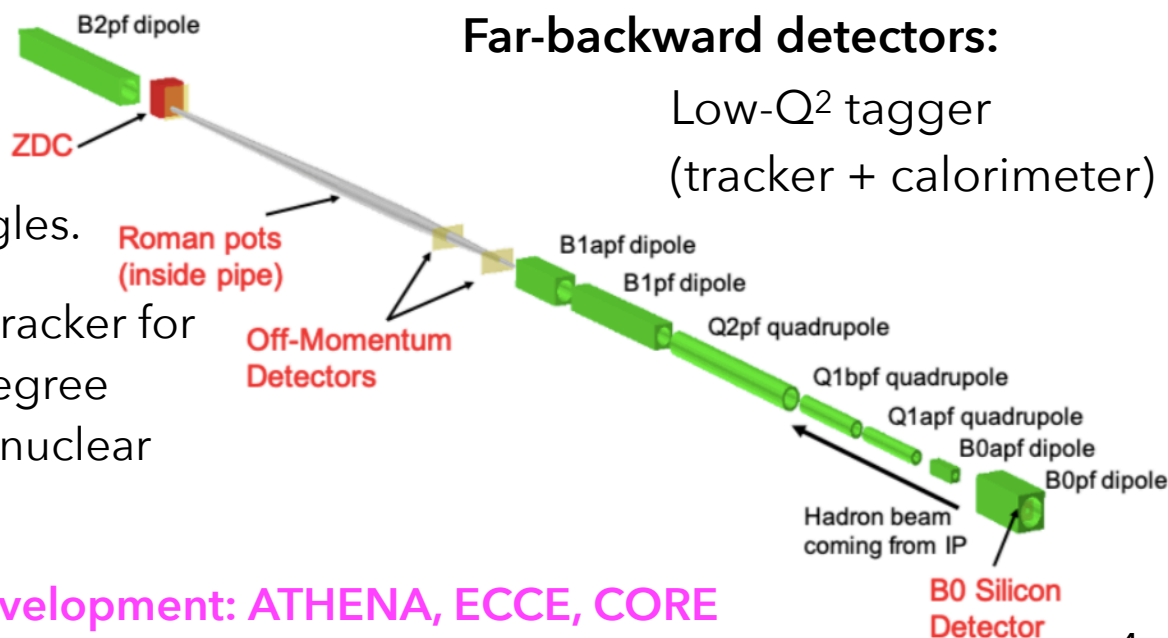 B2pf dipole
Far-backward detectors:
Low-Q² tagger
(tracker + calorimeter)
ZDC
Roman pots
(inside pipe)
Off-Momentum
Detectors
B1apf dipole
B1pf dipole
Q2pf quadrupole
Q1bpf quadrupole
Q1apf quadrupole
B0apf dipole
B0pf dipole
Hadron beam
coming from IP
B0 Silicon
Detector
racker for
egree
nuclear
velopment: ATHENA, ECCE, CORE